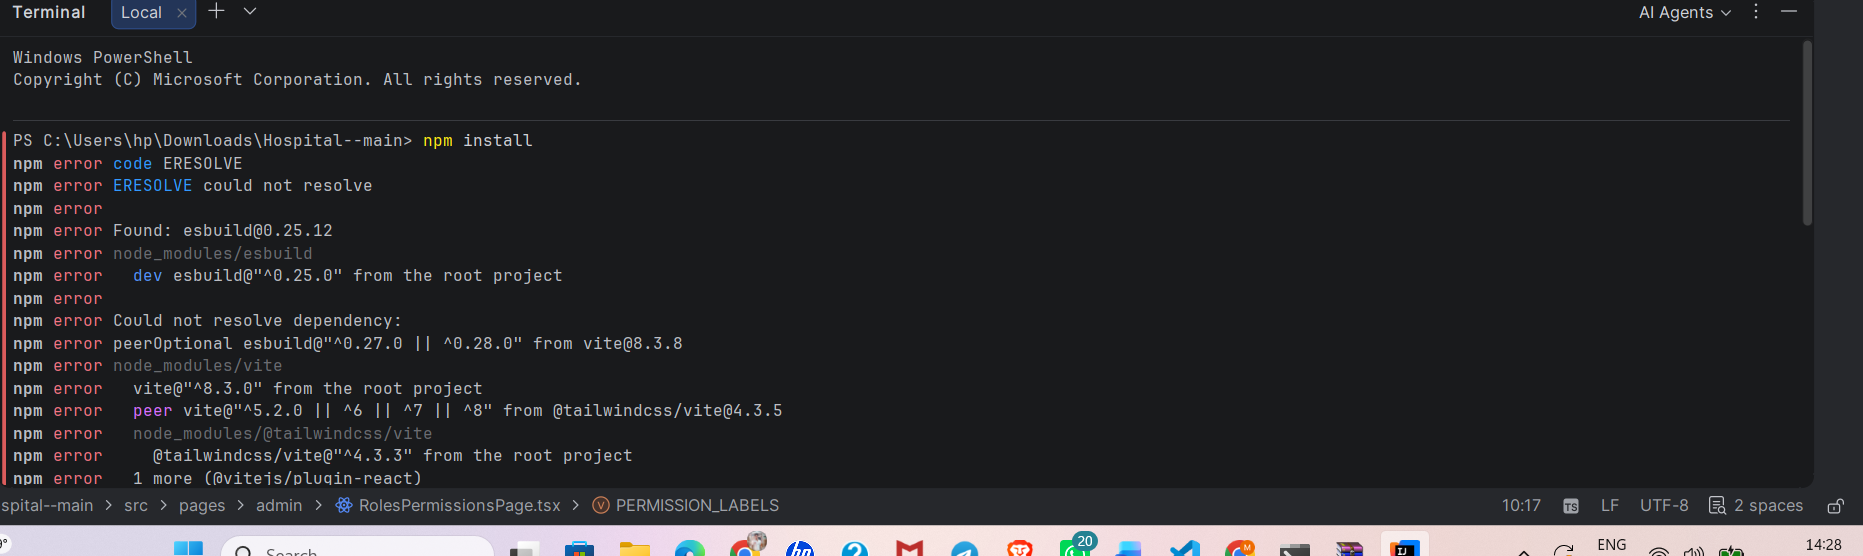 Terminal Local × + AI Agents
Windows PowerShell
Copyright (C) Microsoft Corporation. All rights reserved.
PS C:\Users\hp\Downloads\Hospital--main> npm install
npm error code ERESOLVE
npm error ERESOLVE could not resolve
npm error
npm error Found: esbuild@0.25.12
npm error node_modules/esbuild
npm error   dev esbuild@"^0.25.0" from the root project
npm error
npm error Could not resolve dependency:
npm error peerOptional esbuild@"^0.27.0 || ^0.28.0" from vite@8.3.8
npm error node_modules/vite
npm error   vite@"^8.3.0" from the root project
npm error   peer vite@"^5.2.0 || ^6 || ^7 || ^8" from @tailwindcss/vite@4.3.5
npm error   node_modules/@tailwindcss/vite
npm error     @tailwindcss/vite@"^4.3.3" from the root project
npm error   1 more (@vitejs/plugin-react)
spital--main > src > pages > admin > RolesPermissionsPage.tsx > V PERMISSION_LABELS 10:17 TS LF UTF-8 2 spaces
Search hp 20 M IJ ENG 14:28